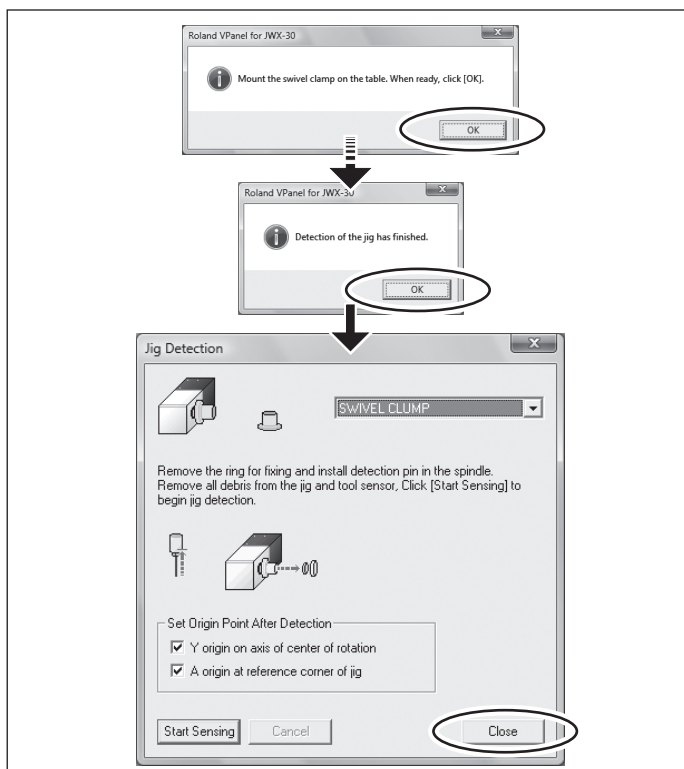 Roland VPanel for JWX-30
Mount the swivel clamp on the table. When ready, click [OK].
OK
Roland VPanel for JWX-30
Detection of the jig has finished.
OK
Jig Detection
SWIVEL CLUMP
Remove the ring for fixing and install detection pin in the spindle.
Remove all debris from the jig and tool sensor, Click [Start Sensing] to
begin jig detection.
Set Origin Point After Detection
Y origin on axis of center of rotation
A origin at reference corner of jig
Start Sensing
Cancel
Close